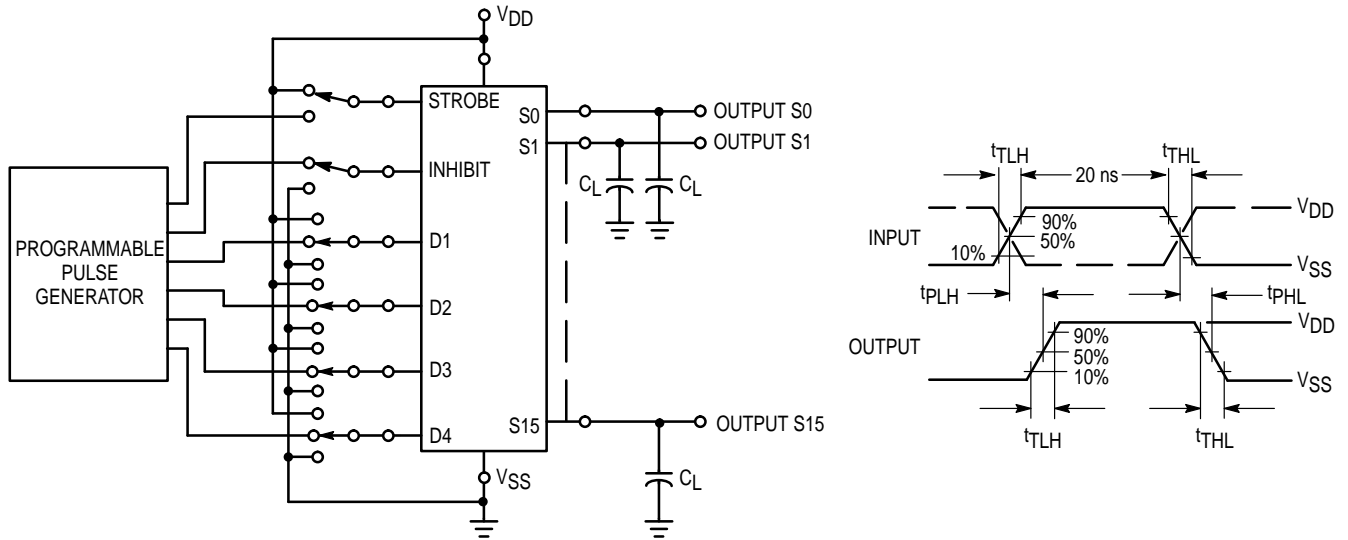 VDD
STROBE
S0
OUTPUT S0
S1
OUTPUT S1
INHIBIT
CL
CL
PROGRAMMABLE
PULSE
GENERATOR
D1
D2
D3
D4
S15
OUTPUT S15
VSS
CL
tTLH
tTHL
20 ns
VDD
INPUT
90%
50%
10%
VSS
tPLH
tPHL
VDD
OUTPUT
90%
50%
10%
VSS
tTLH
tTHL